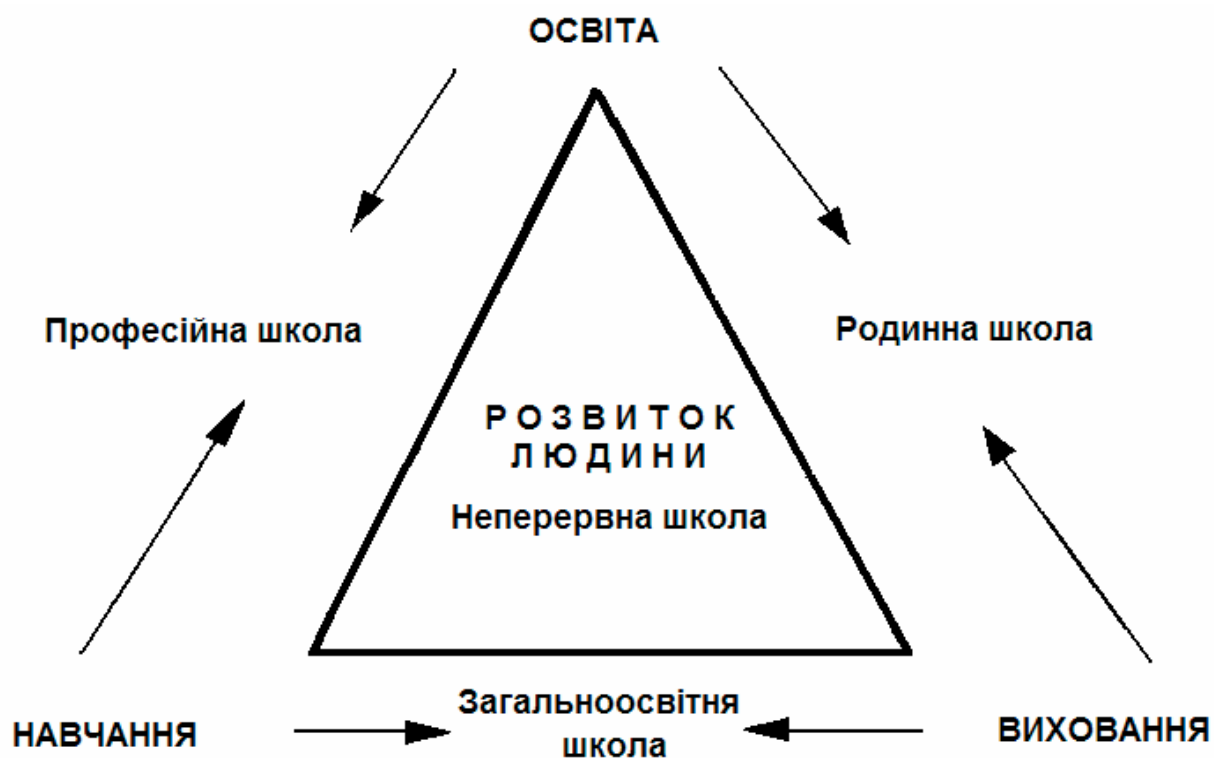 ОСВІТА
Професійна школа
Родинна школа
Р О З В И Т О К
Л Ю Д И Н И
Неперервна школа
Загальноосвітня
школа
НАВЧАННЯ
ВИХОВАННЯ